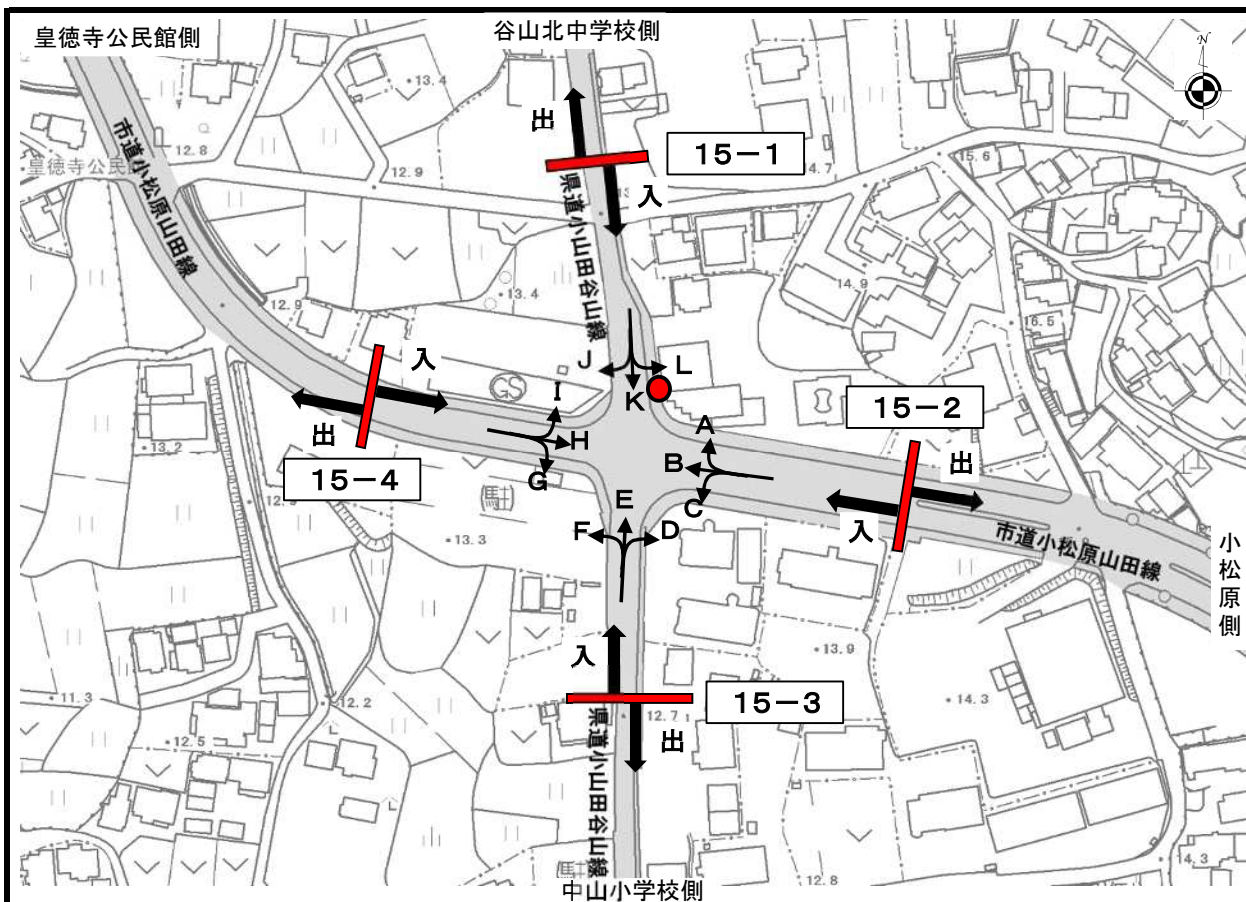 皇徳寺公民館側
谷山北中学校側
N
13.4
13.4
出
15-1
15.6
14.7
市道小松原山田線
12.8
皇徳寺公民館
12.9
入
県道小山田谷山線
14.9
13.4
12.9
16.5
入
J
L
GS
I
K
15-2
A
H
出
B
13.2
出
G
15-4
C
E
入
F
D
市道小松原山田線
13.3
小松原側
入
13.9
14.3
11.3
12.2
15-3
12.7
出
12.5
県道小山田谷山線
14.3
12.8
中山小学校側